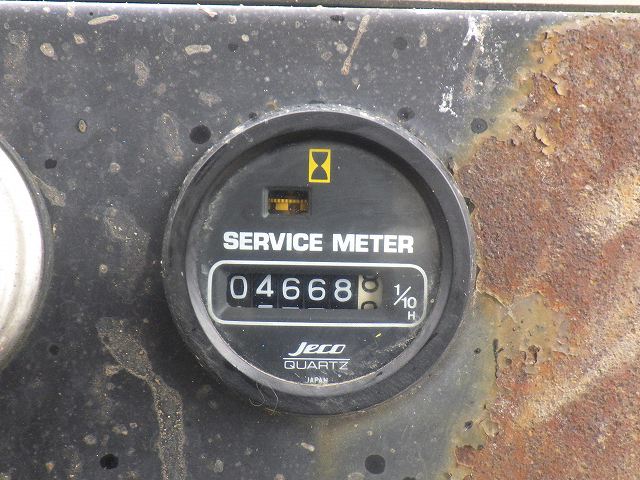 SERVICE METER
04668 1/10
H
Jeco
QUARTZ
JAPAN